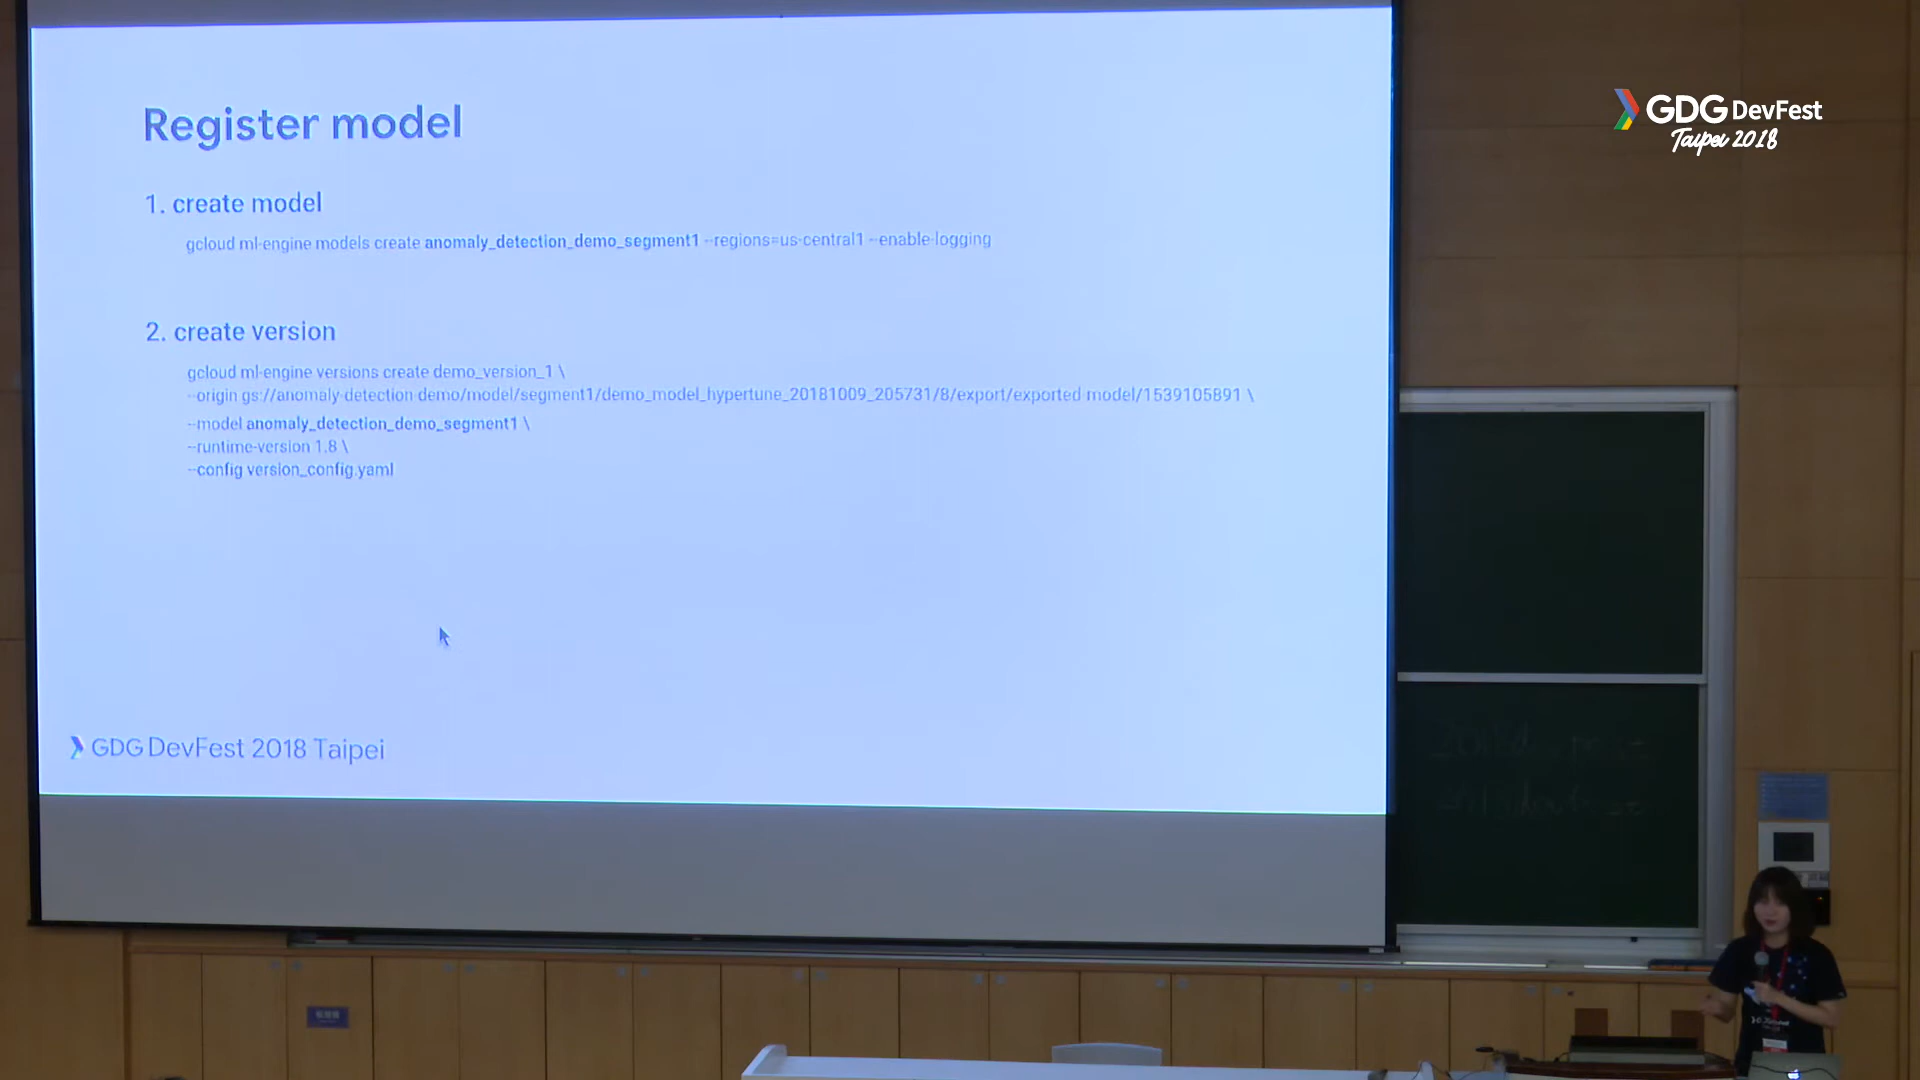 Register model
1. create model
gcloud ml-engine models create anomaly_detection_demo_segment1 --regions=us-central1 --enable-logging
2. create version
gcloud ml-engine versions create demo_version_1 \
--origin gs://anomaly-detection-demo/model/segment1/demo_model_hypertune_20181009_205731/8/export/exported-model/1539105891 \
--model anomaly_detection_demo_segment1 \
--runtime-version 1.8 \
--config version_config.yaml
GDG DevFest 2018 Taipei
GDG DevFest
Taipei 2018